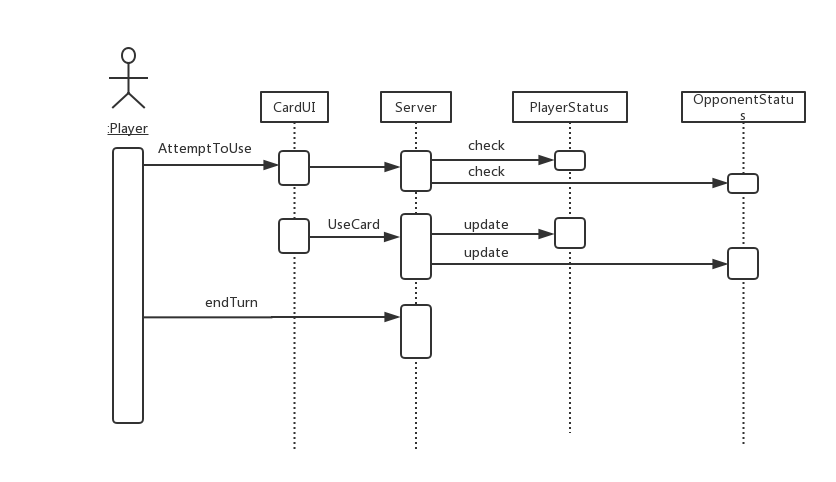 :Player
CardUI
Server
PlayerStatus
OpponentStatu
s
AttemptToUse
check
check
UseCard
update
update
endTurn